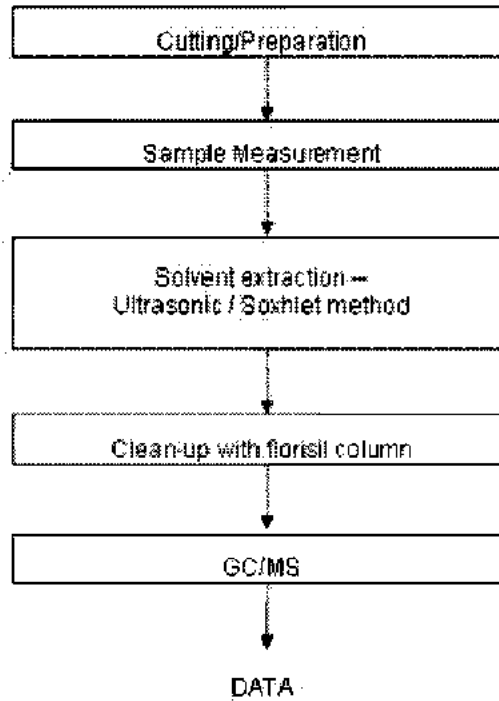 Cutting/Preparation
Sample Measurement
Solvent extraction –
Ultrasonic / Soxhlet method
Clean-up with florisil column
GC/MS
DATA